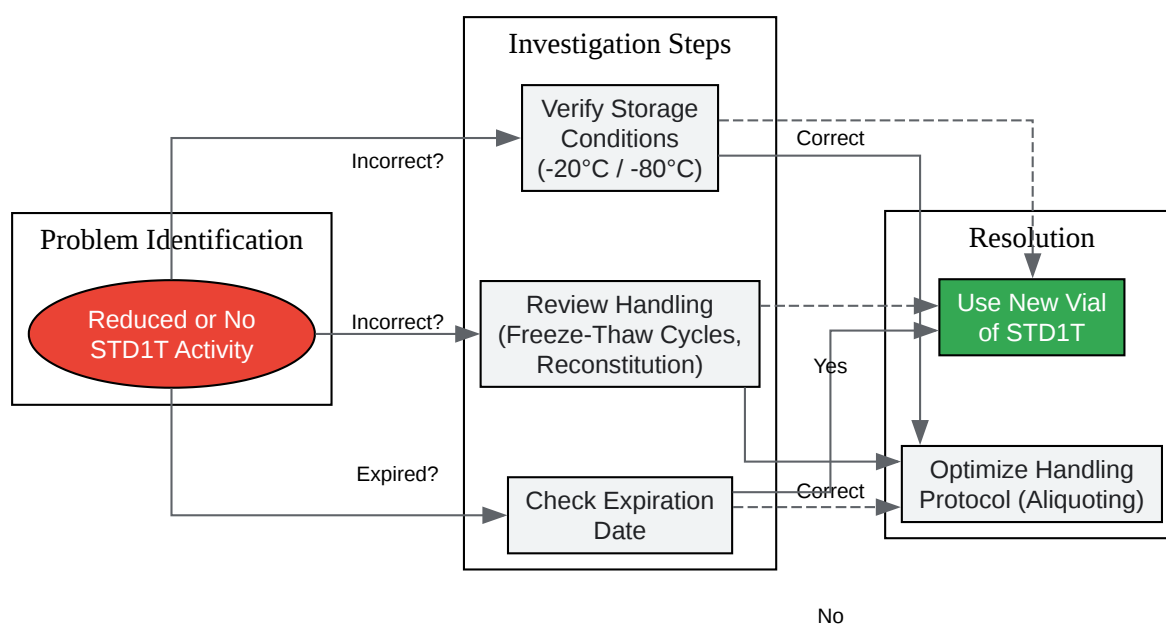 Investigation Steps
Verify Storage
Conditions
(-20°C / -80°C)
Incorrect?
Correct
Problem Identification
Reduced or No
STD1T Activity
Incorrect?
Review Handling
(Freeze-Thaw Cycles,
Reconstitution)
Yes
Resolution
Use New Vial
of STD1T
Expired?
Check Expiration
Date
Correct
Optimize Handling
Protocol (Aliquoting)
No